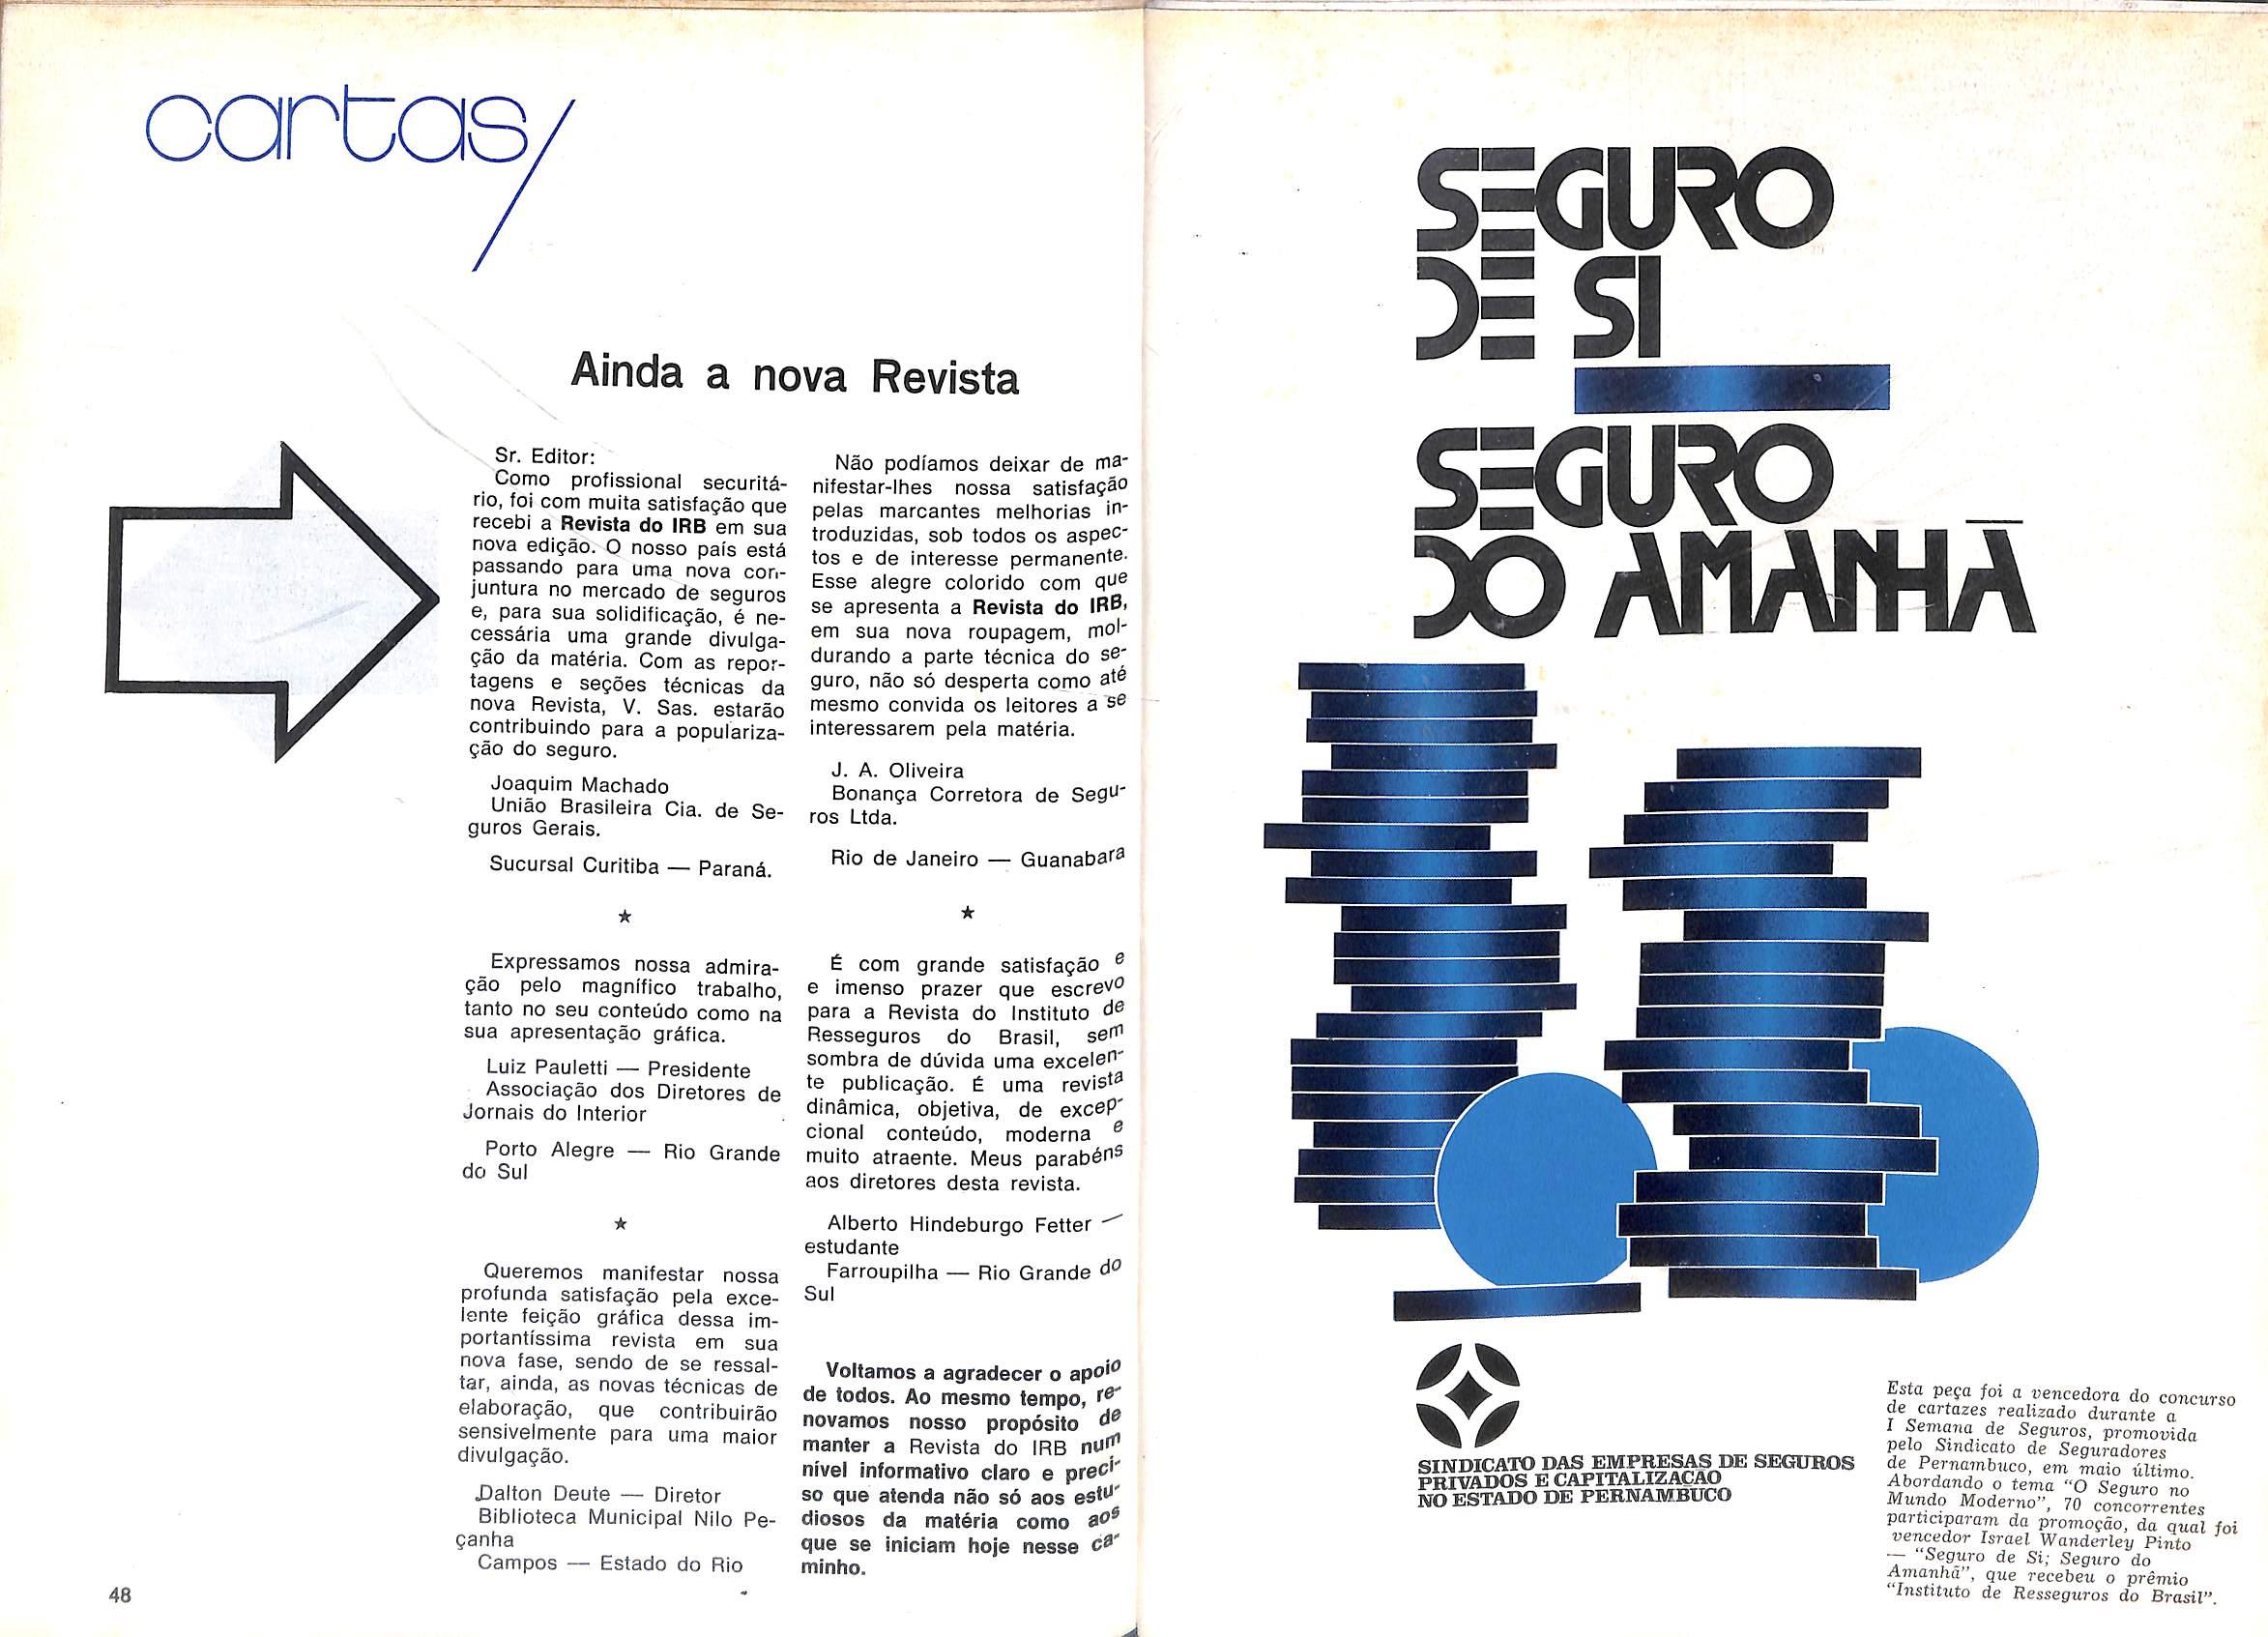 cartas/
Ainda a nova Revista
Sr. Editor:
Como profissional securitá-
rio, foi com muita satisfação que
recebi a Revista do IRB em sua
nova edição. O nosso país está
passando para uma nova con-
juntura no mercado de seguros
e, para sua solidificação, é ne-
cessária uma grande divulga-
ção da matéria. Com as repor-
tagens e seções técnicas da
nova Revista, V. Sas. estarão
contribuindo para a populariza-
ção do seguro.
Joaquim Machado
União Brasileira Cia. de Se-
guros Gerais.
Sucursal Curitiba — Paraná.
★
Expressamos nossa admira-
ção pelo magnífico trabalho,
tanto no seu conteúdo como na
sua apresentação gráfica.
Luiz Pauletti — Presidente
Associação dos Diretores de
Jornais do Interior
Porto Alegre — Rio Grande
do Sul
★
Queremos manifestar nossa
profunda satisfação pela exce-
lente feição gráfica dessa im-
portantíssima revista em sua
nova fase, sendo de se ressal-
tar, ainda, as novas técnicas de
elaboração, que contribuirão
sensivelmente para uma maior
divulgação.
Dalton Deute — Diretor
Biblioteca Municipal Nilo Pe-
çanha
Campos — Estado do Rio
48
Não podíamos deixar de ma-
nifestar-lhes nossa satisfação
pelas marcantes melhorias in-
troduzidas, sob todos os aspec-
tos e de interesse permanente.
Esse alegre colorido com que
se apresenta a Revista do IRB,
em sua nova roupagem, mol-
durando a parte técnica do se-
guro, não só desperta como até
mesmo convida os leitores a se
interessarem pela matéria.
J. A. Oliveira
Bonança Corretora de Segu-
ros Ltda.
Rio de Janeiro — Guanabara
★
É com grande satisfação e
e imenso prazer que escrevo
para a Revista do Instituto de
Resseguros do Brasil, sem
sombra de dúvida uma excelen-
te publicação. É uma revista
dinâmica, objetiva, de excep-
cional conteúdo, moderna e
muito atraente. Meus parabéns
aos diretores desta revista.
Alberto Hindeburgo Fetter —
estudante
Farroupilha — Rio Grande do
Sul
Voltamos a agradecer o apoio
de todos. Ao mesmo tempo, re-
novamos nosso propósito de
manter a Revista do IRB num
nível informativo claro e preci-
so que atenda não só aos estu-
diosos da matéria como aos
que se iniciam hoje nesse ca-
minho.
SEGURO
DE SI
SEGURO
DO AMANHÃ
SINDICATO DAS EMPRESAS DE SEGUROS
PRIVADOS E CAPITALIZAÇÃO
NO ESTADO DE PERNAMBUCO
Esta peça foi a vencedora do concurso
de cartazes realizado durante a
I Semana de Seguros, promovida
pelo Sindicato de Seguradores
de Pernambuco, em maio último.
Abordando o tema “O Seguro no
Mundo Moderno”, 70 concorrentes
participaram da promoção, da qual foi
vencedor Israel Wanderley Pinto
— “Seguro de Si; Seguro do
Amanhã”, que recebeu o prêmio
“Instituto de Resseguros do Brasil”.